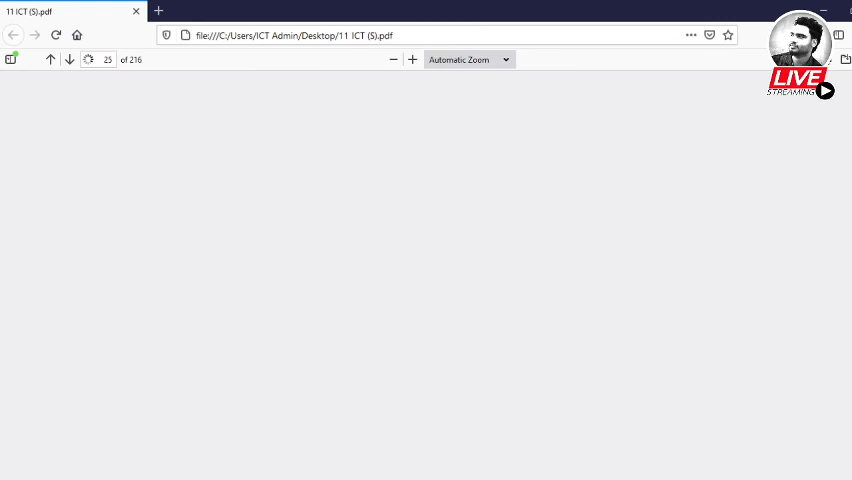 11 ICT (S).pdf
file:///C:/Users/ICT Admin/Desktop/11 ICT (S).pdf
25 of 216
Automatic Zoom
LIVE
STREAMING